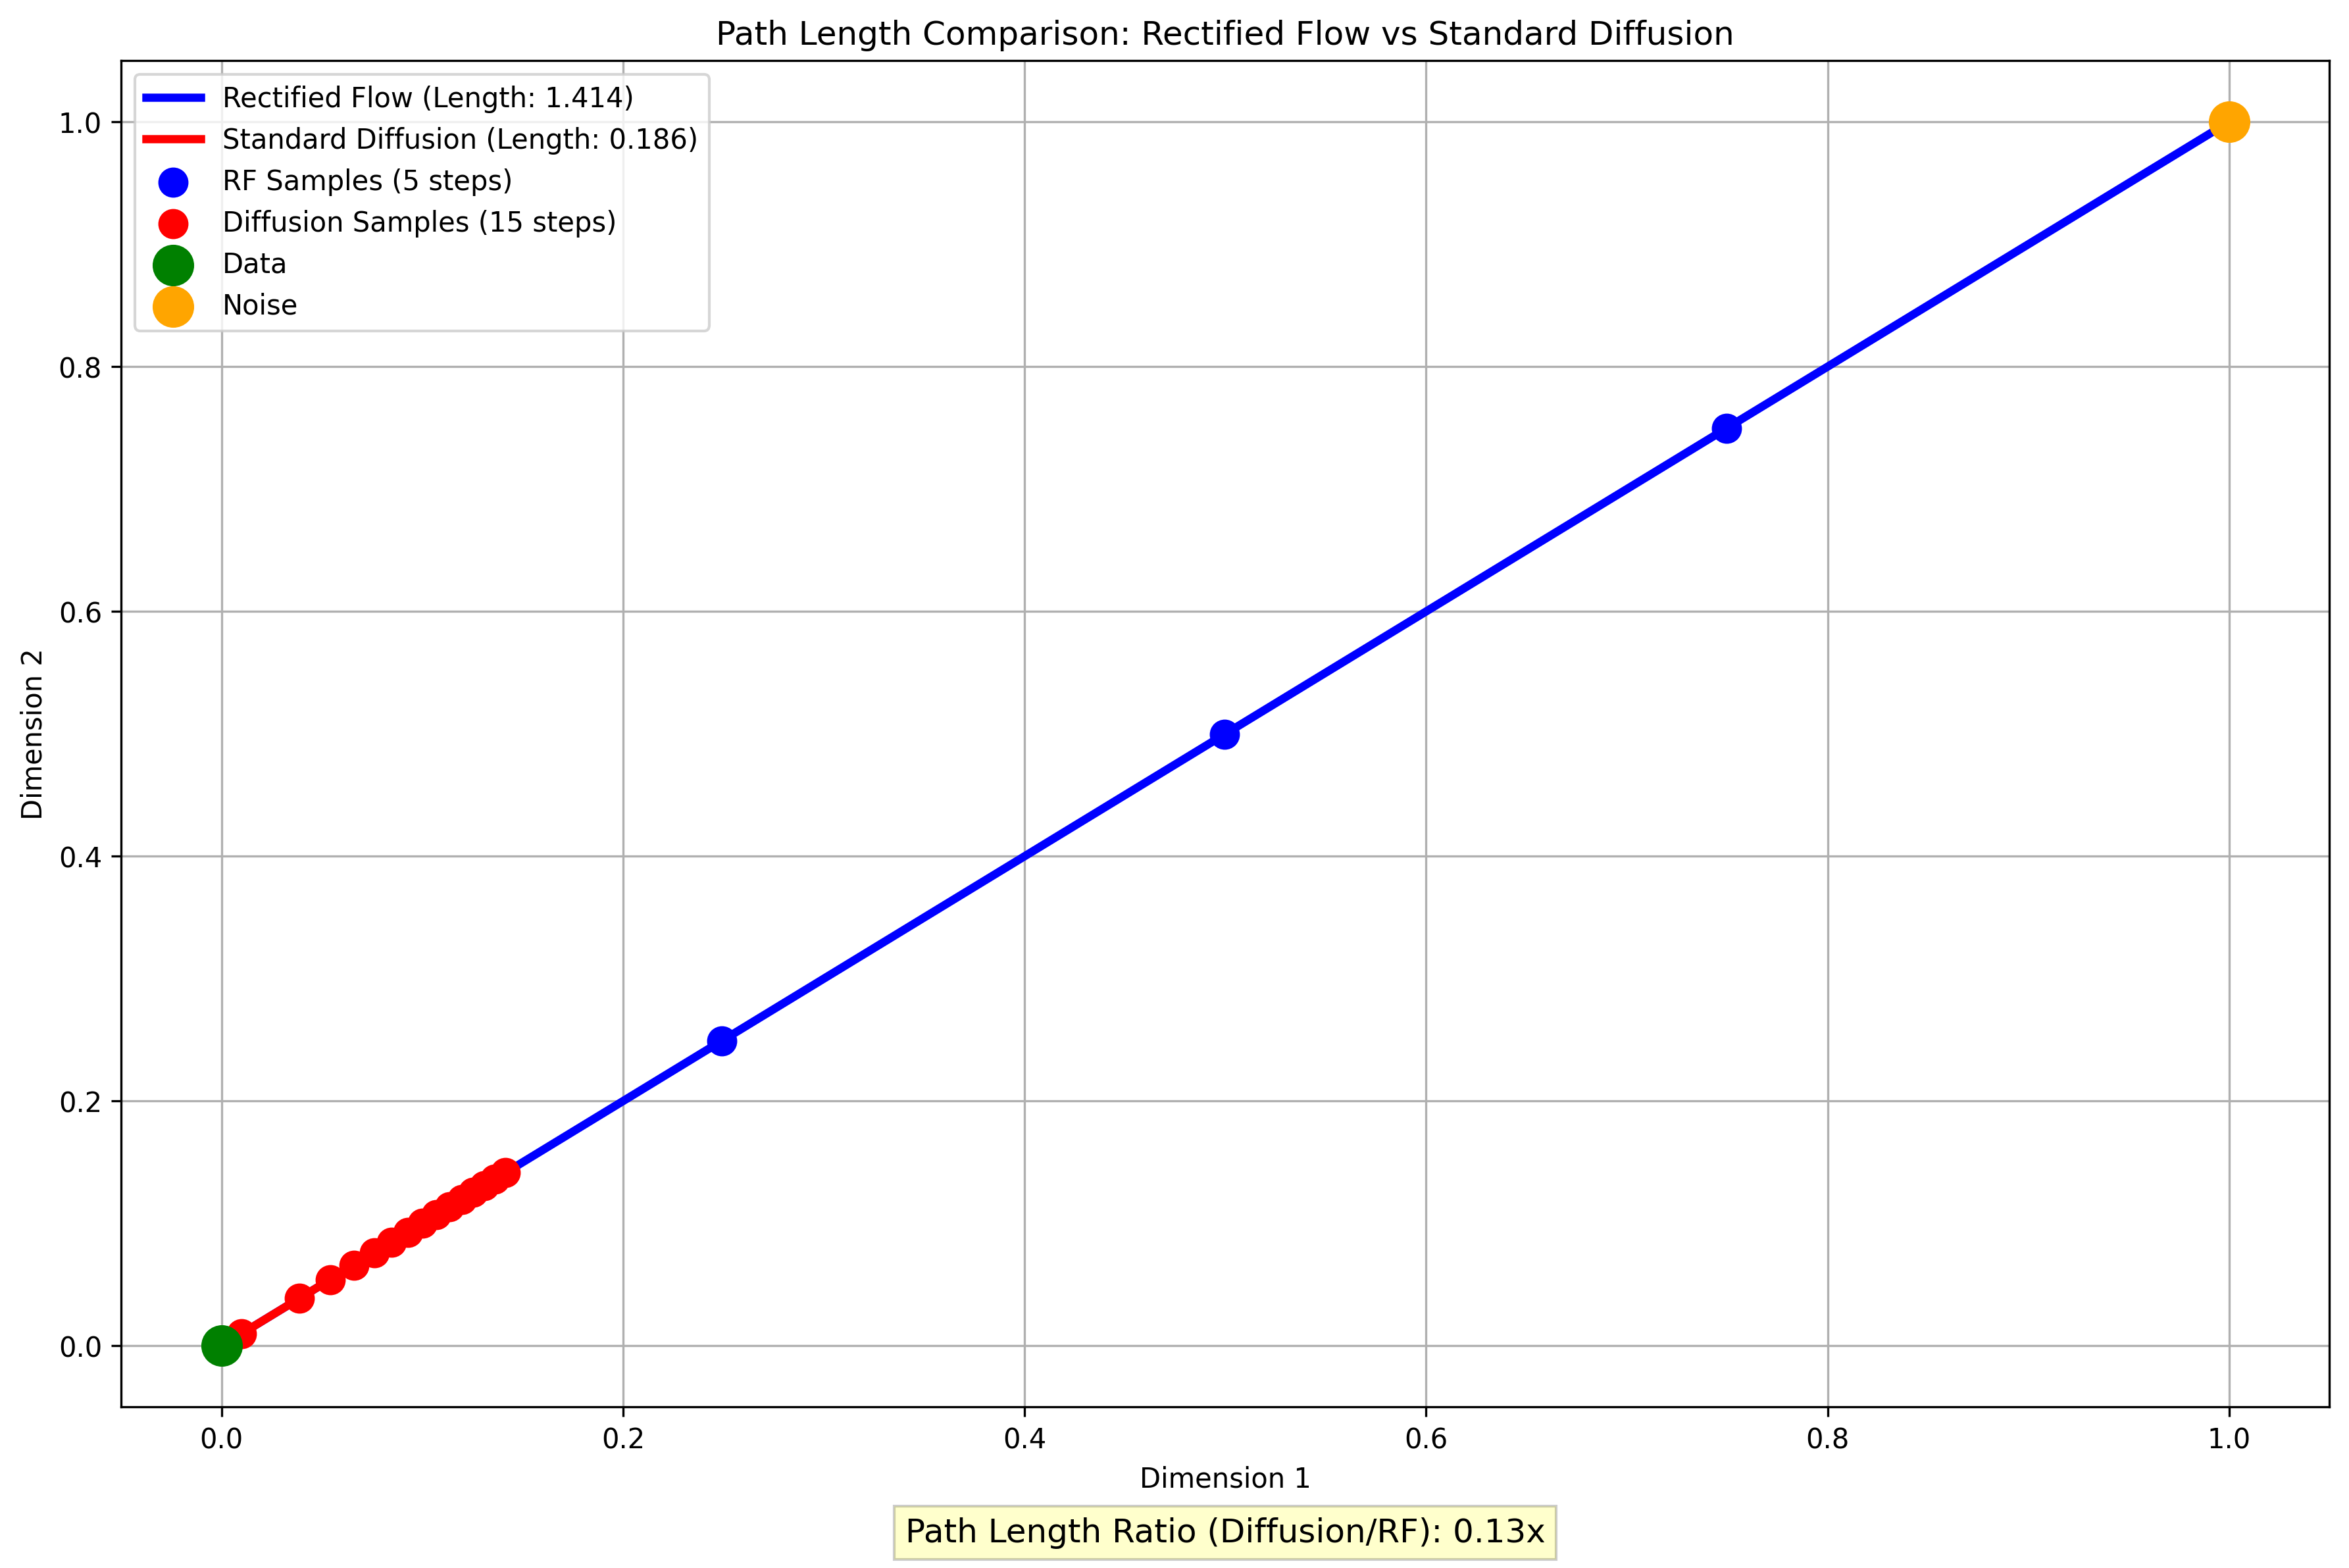 Path Length Comparison: Rectified Flow vs Standard Diffusion
Rectified Flow (Length: 1.414)
Standard Diffusion (Length: 0.186)
RF Samples (5 steps)
Diffusion Samples (15 steps)
Data
Noise
1.0
0.8
0.6
0.4
0.2
0.0
Dimension 2
0.0 0.2 0.4 0.6 0.8 1.0
Dimension 1
Path Length Ratio (Diffusion/RF): 0.13x